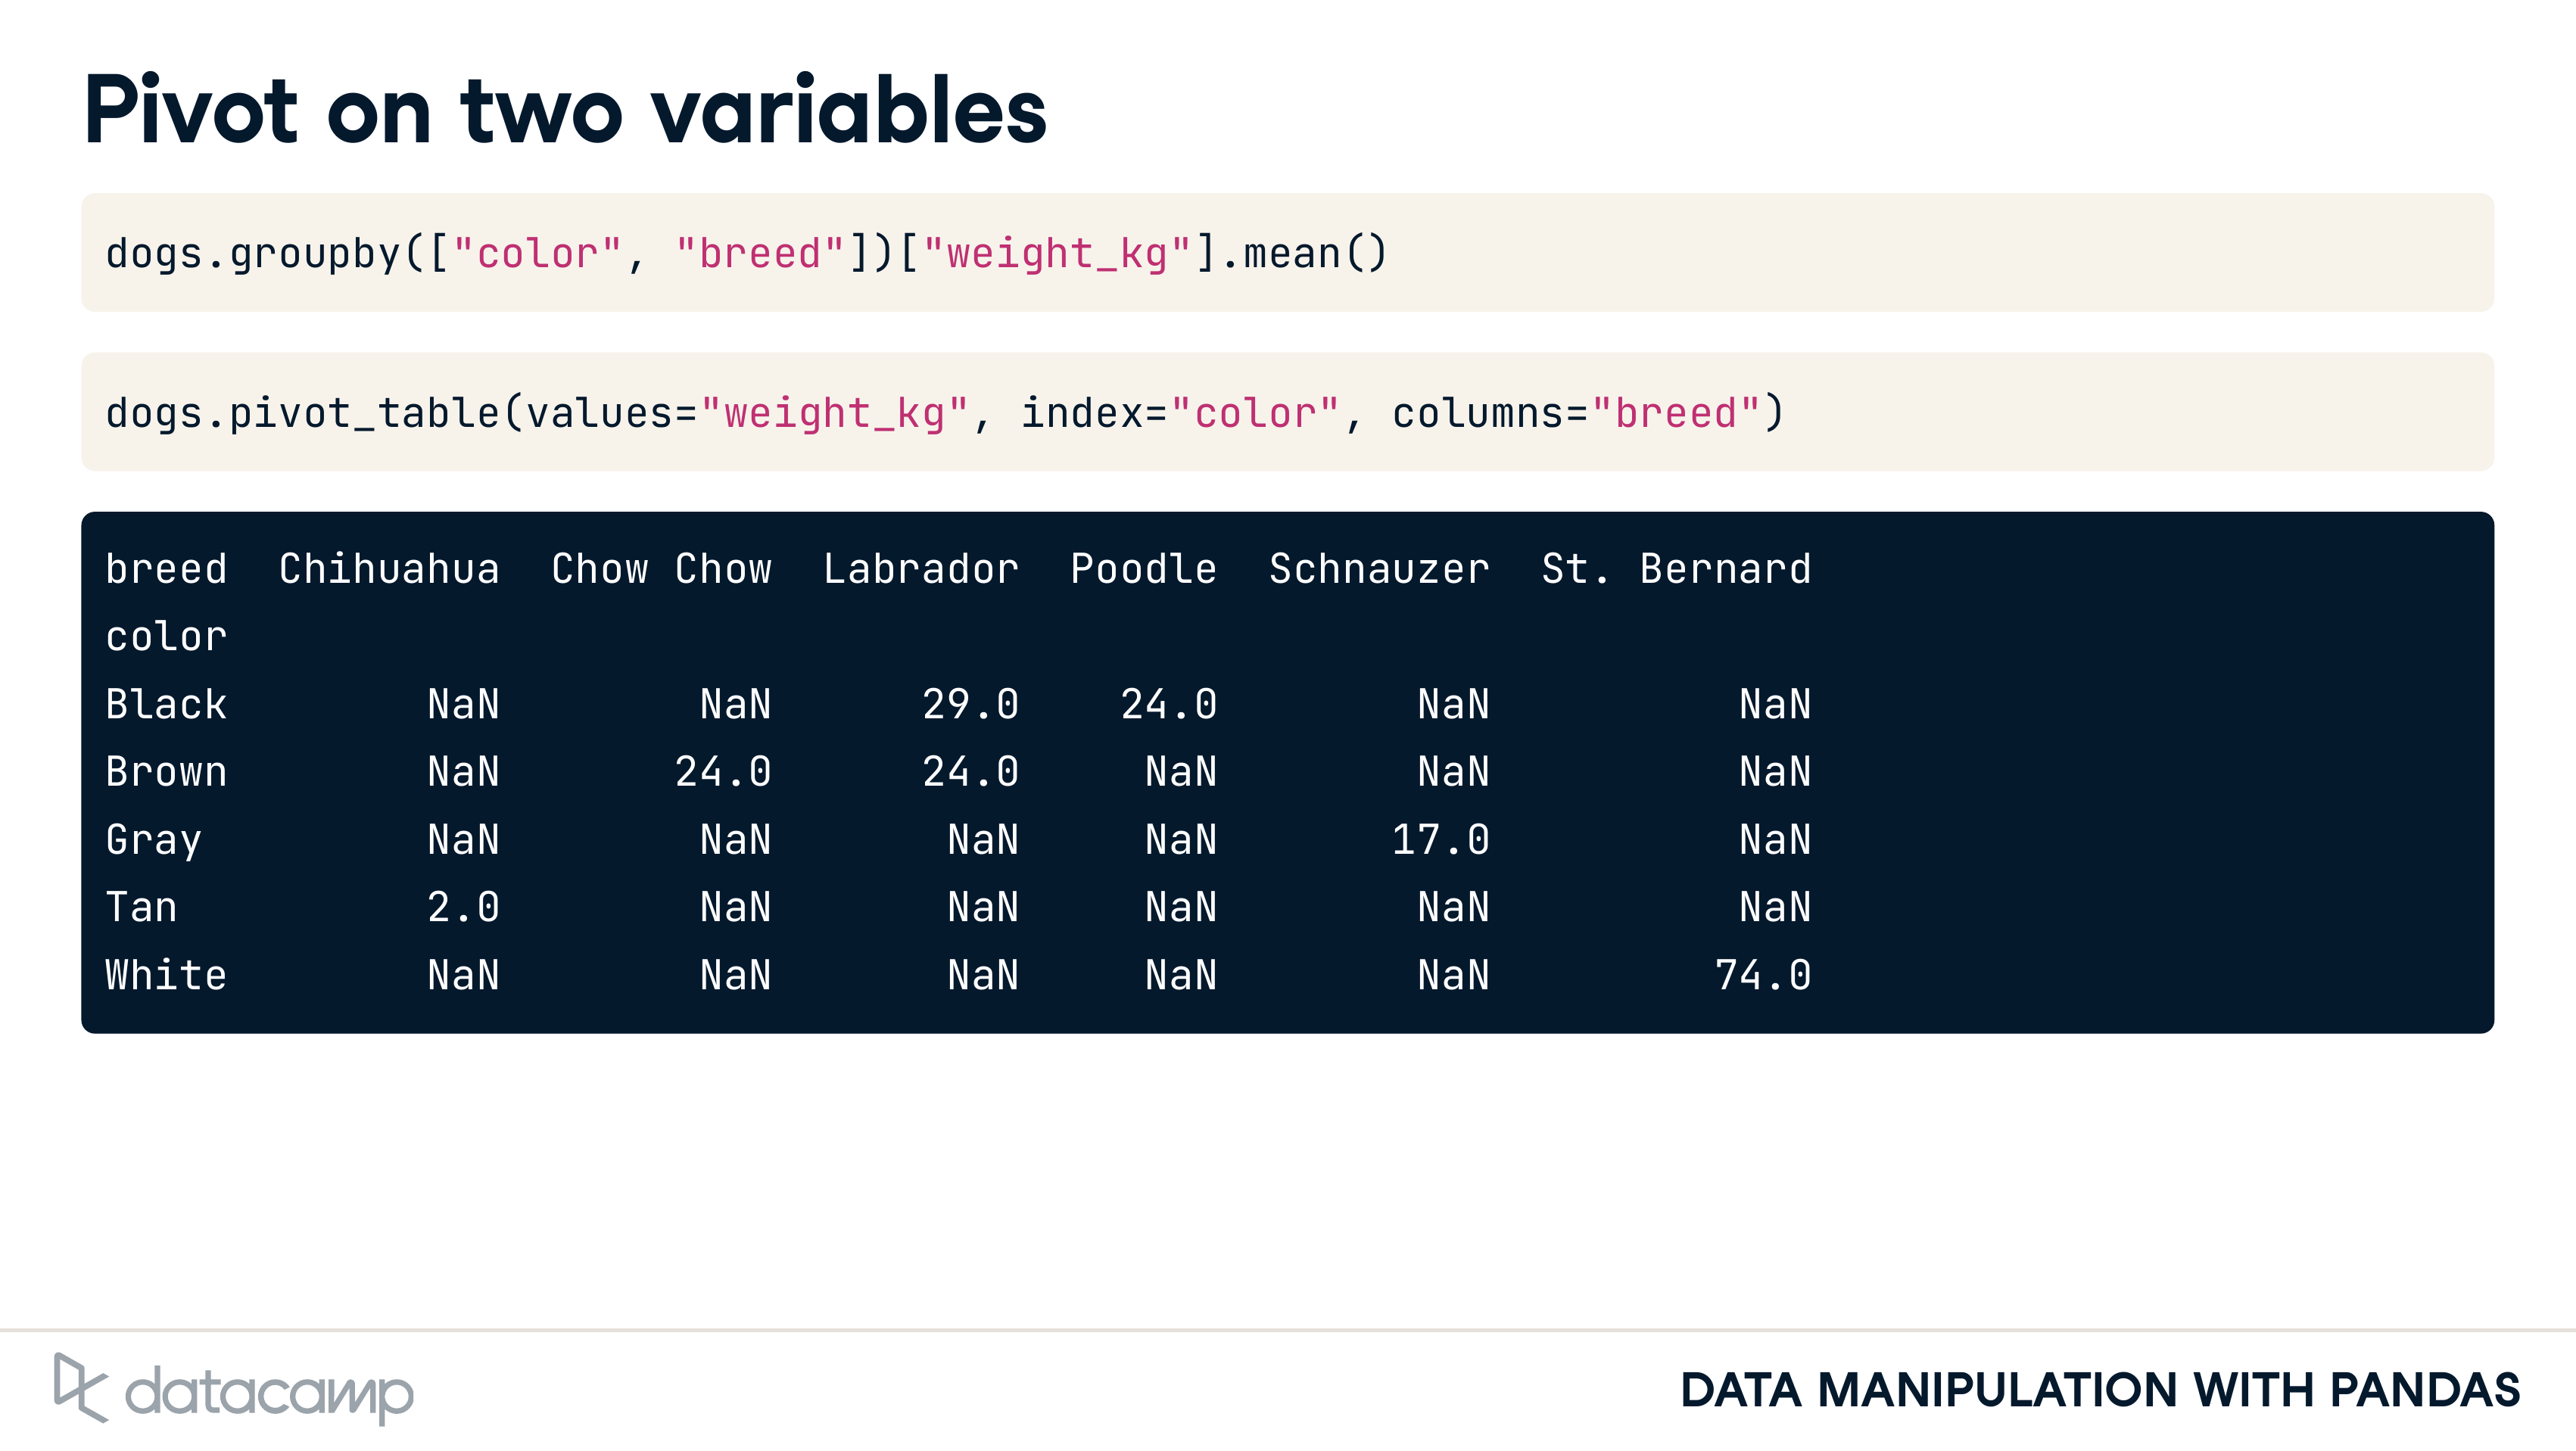 Pivot on two variables
dogs.groupby(["color", "breed"])["weight_kg"].mean()
dogs.pivot_table(values="weight_kg", index="color", columns="breed")
breed  Chihuahua  Chow Chow  Labrador  Poodle  Schnauzer  St. Bernard
color
Black        NaN        NaN      29.0    24.0        NaN          NaN
Brown        NaN       24.0      24.0     NaN        NaN          NaN
Gray         NaN        NaN       NaN     NaN       17.0          NaN
Tan          2.0        NaN       NaN     NaN        NaN          NaN
White        NaN        NaN       NaN     NaN        NaN         74.0
datacamp
DATA MANIPULATION WITH PANDAS